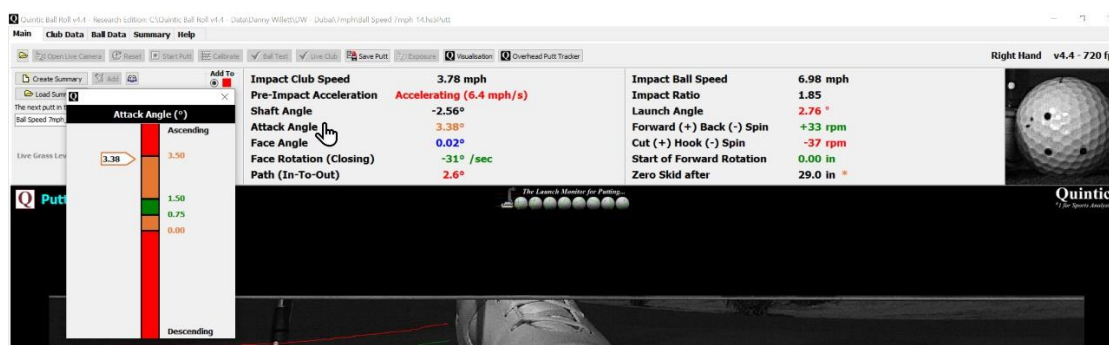 Quintic Ball Roll v4.4 - Research Edition: C:\Quintic Ball Roll v4.4 - Data\Danny Willett\DW - Dubai\7mph\Ball Speed 7mph_14.hs5Putt
Main Club Data Ball Data Summary Help
Open Live Camera Reset Start Putt Calibrate Ball Test Live Club Save Putt Exposure Visualisation Overhead Putt Tracker
Right Hand v4.4 - 720 f
Create Summary Add Add To
Load Sum
The next putt in t
Ball Speed 7mph
Live Grass Lev
Attack Angle (°)
Ascending
3.38
3.50
1.50
0.75
0.00
Descending
Impact Club Speed 3.78 mph
Pre-Impact Acceleration Accelerating (6.4 mph/s)
Shaft Angle -2.56°
Attack Angle 3.38°
Face Angle 0.02°
Face Rotation (Closing) -31° /sec
Path (In-To-Out) 2.6°
Impact Ball Speed 6.98 mph
Impact Ratio 1.85
Launch Angle 2.76 °
Forward (+) Back (-) Spin +33 rpm
Cut (+) Hook (-) Spin -37 rpm
Start of Forward Rotation 0.00 in
Zero Skid after 29.0 in *
Q Putt
The Launch Monitor for Putting...
Quintic
#1 for Sports Analys